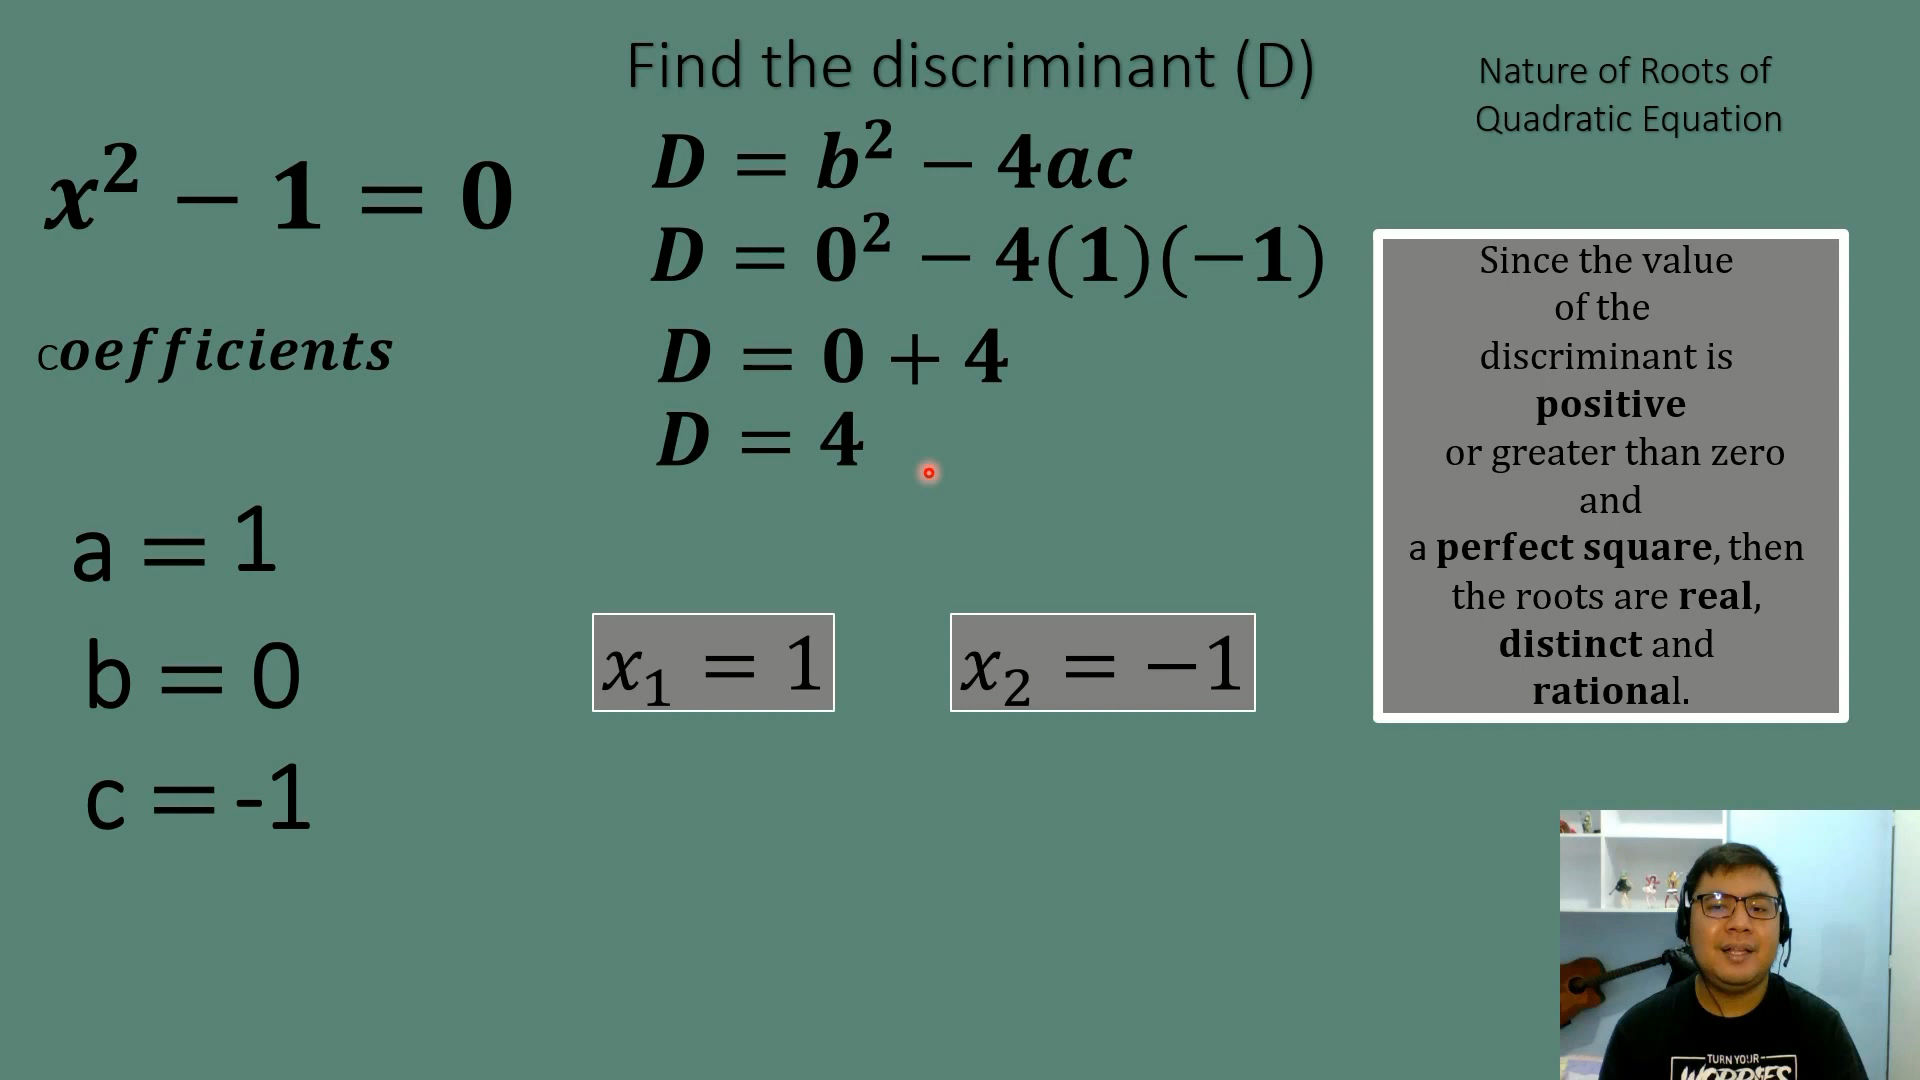 Find the discriminant (D)
Nature of Roots of
Quadratic Equation
x² − 1 = 0
D = b² − 4ac
D = 0² − 4(1)(−1)
D = 0 + 4
D = 4
coefficients
a = 1
b = 0
c = -1
x₁ = 1
x₂ = −1
Since the value
of the
discriminant is
positive
or greater than zero
and
a perfect square, then
the roots are real,
distinct and
rational.
TURN YOUR
WORRIES